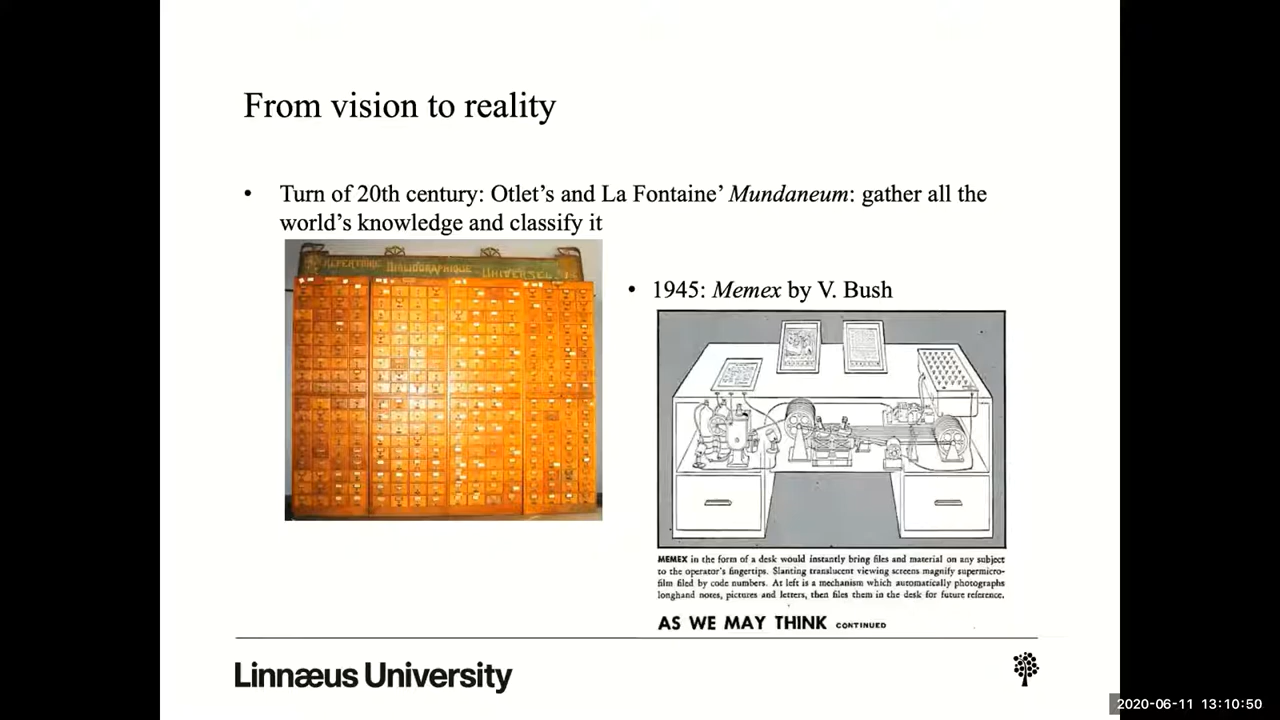 From vision to reality
• Turn of 20th century: Otlet’s and La Fontaine’ Mundaneum: gather all the
world’s knowledge and classify it
REPERTOIRE BIBLIOGRAPHIQUE UNIVERSEL
• 1945: Memex by V. Bush
MEMEX in the form of a desk would instantly bring files and material on any subject
to the operator's fingertips. Slanting translucent viewing screens magnify supermicro-
film filed by code numbers. At left is a mechanism which automatically photographs
longhand notes, pictures and letters, then files them in the desk for future reference.
AS WE MAY THINK CONTINUED
Linnæus University
2020-06-11 13:10:50